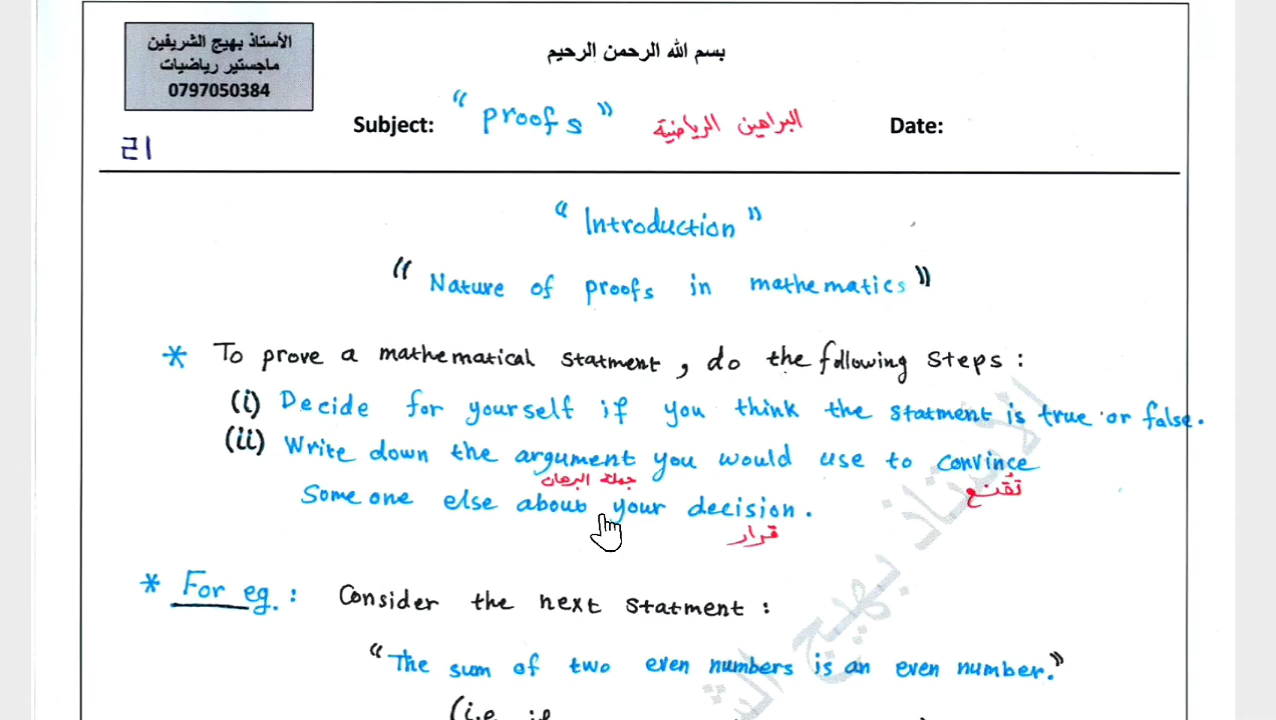 الأستاذ بهيج الشريفين
ماجستير رياضيات
0797050384
بسم الله الرحمن الرحيم
Subject: "Proofs" البراهين الرياضية Date:
15
"Introduction"
"Nature of proofs in mathematics"
* To prove a mathematical statment, do the following steps:
(i) Decide for yourself if you think the statment is true or false.
(ii) Write down the argument you would use to convince
جملة البرهان تقنع
Some one else about your decision.
قرار
* For eg.: Consider the next statment:
"The sum of two even numbers is an even number."
(i.e if
الاستاذ بهيج